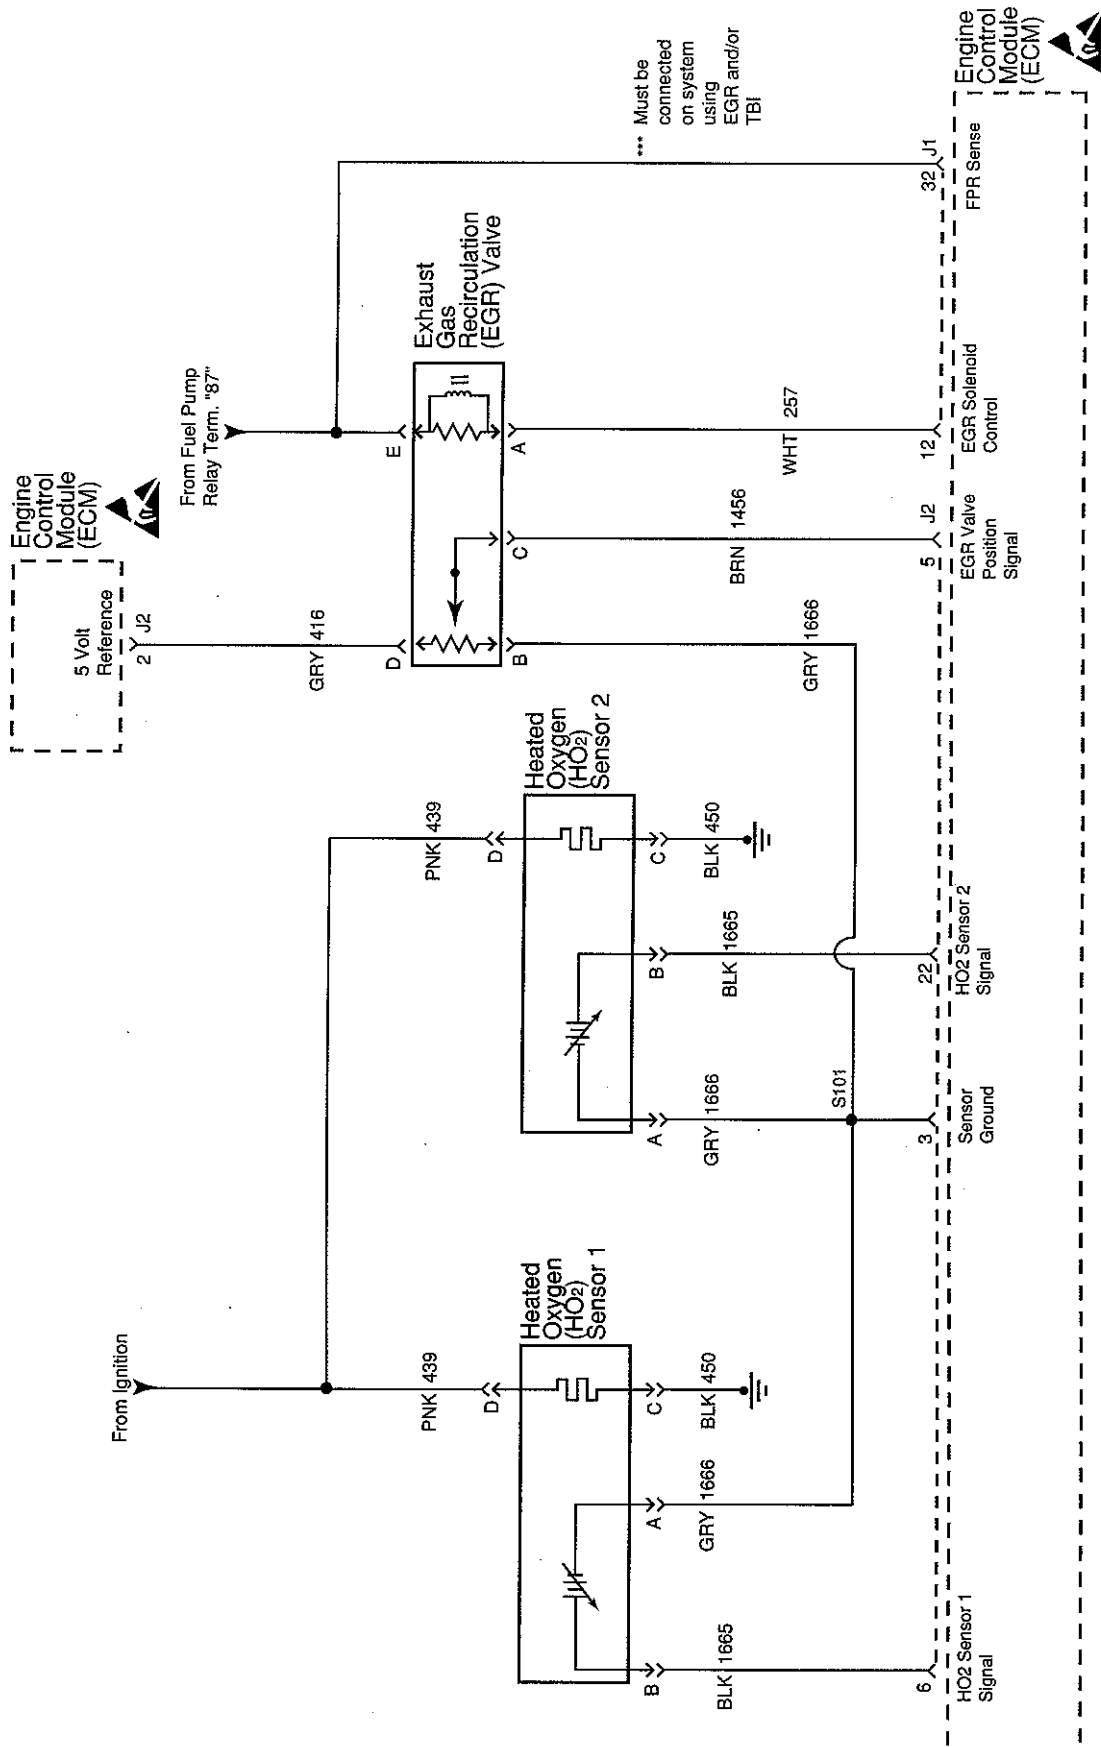 Engine
Control
Module
(ECM)
5 Volt
Reference
2 J2
GRY 416
D
From Fuel Pump
Relay Term. "87"
E
Exhaust
Gas
Recirculation
(EGR) Valve
B
C
A
GRY 1666
BRN 1456
WHT 257
*** Must be
connected
on system
using
EGR and/or
TBI
From Ignition
PNK 439
D
Heated
Oxygen
(HO2)
Sensor 1
B
A
C
BLK 1665
GRY 1666
BLK 450
PNK 439
D
Heated
Oxygen
(HO2)
Sensor 2
A
B
C
GRY 1666
BLK 1665
BLK 450
S101
6
HO2 Sensor 1
Signal
3
Sensor
Ground
22
HO2 Sensor 2
Signal
5 J2
EGR Valve
Position
Signal
12
EGR Solenoid
Control
32 J1
FPR Sense
Engine
Control
Module
(ECM)